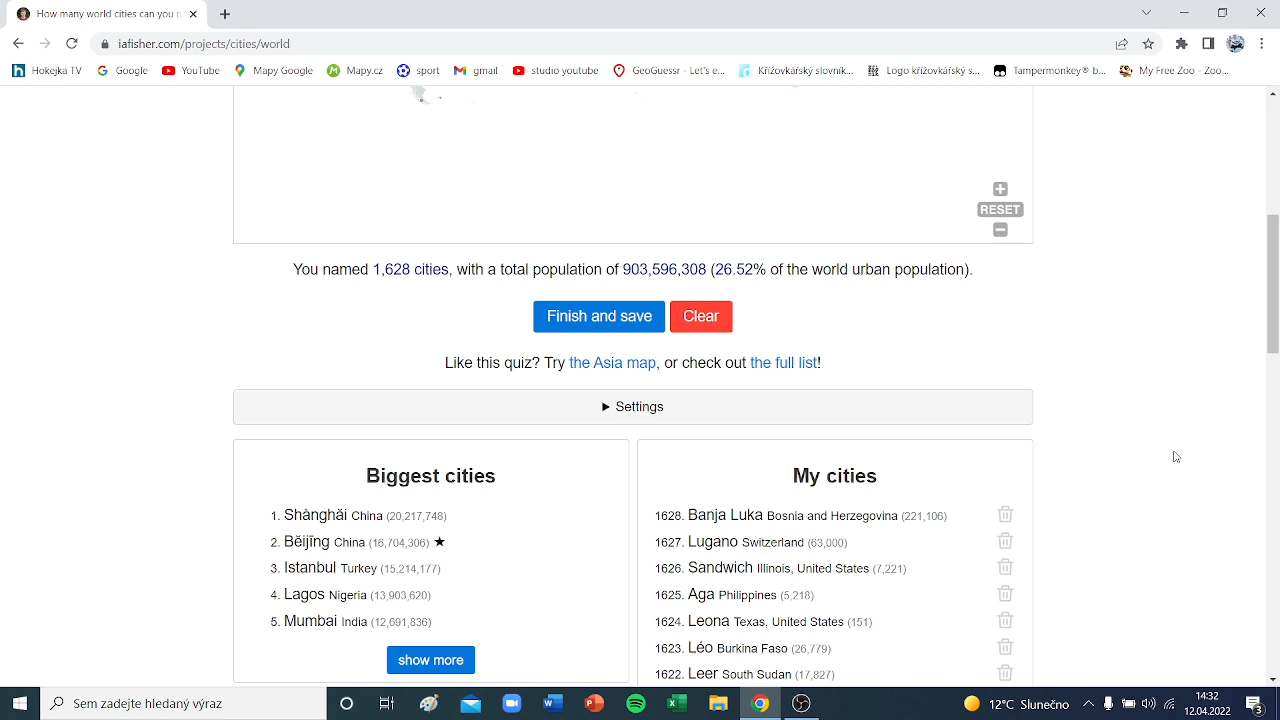 How many world cities can you n
iafisher.com/projects/cities/world
Hokejka TV
Google
YouTube
Mapy Google
Mapy.cz
sport
gmail
studio youtube
GeoGuessr - Let's e...
Křížovkářský slovník...
Logo křížovkářský s...
Tampermonkey® b...
My Free Zoo - Zoo...
RESET
You named 1,628 cities, with a total population of 903,596,308 (26.52% of the world urban population).
Finish and save
Clear
Like this quiz? Try the Asia map, or check out the full list!
Settings
Biggest cities
1. Shànghăi China (20,217,748)
2. Bĕijīng China (16,704,306) ★
3. Istanbul Turkey (15,214,177)
4. Lagos Nigeria (13,903,620)
5. Mumbai India (12,691,836)
show more
My cities
1628. Banja Luka Bosnia and Herzegovina (221,106)
1627. Lugano Switzerland (63,000)
1626. Sandwich Illinois, United States (7,221)
1625. Aga Philippines (5,218)
1624. Leona Texas, United States (151)
1623. Léo Burkina Faso (26,779)
1622. Leer South Sudan (17,827)
Sem zadejte hledaný výraz
12°C Slunečno
14:32
12.04.2022